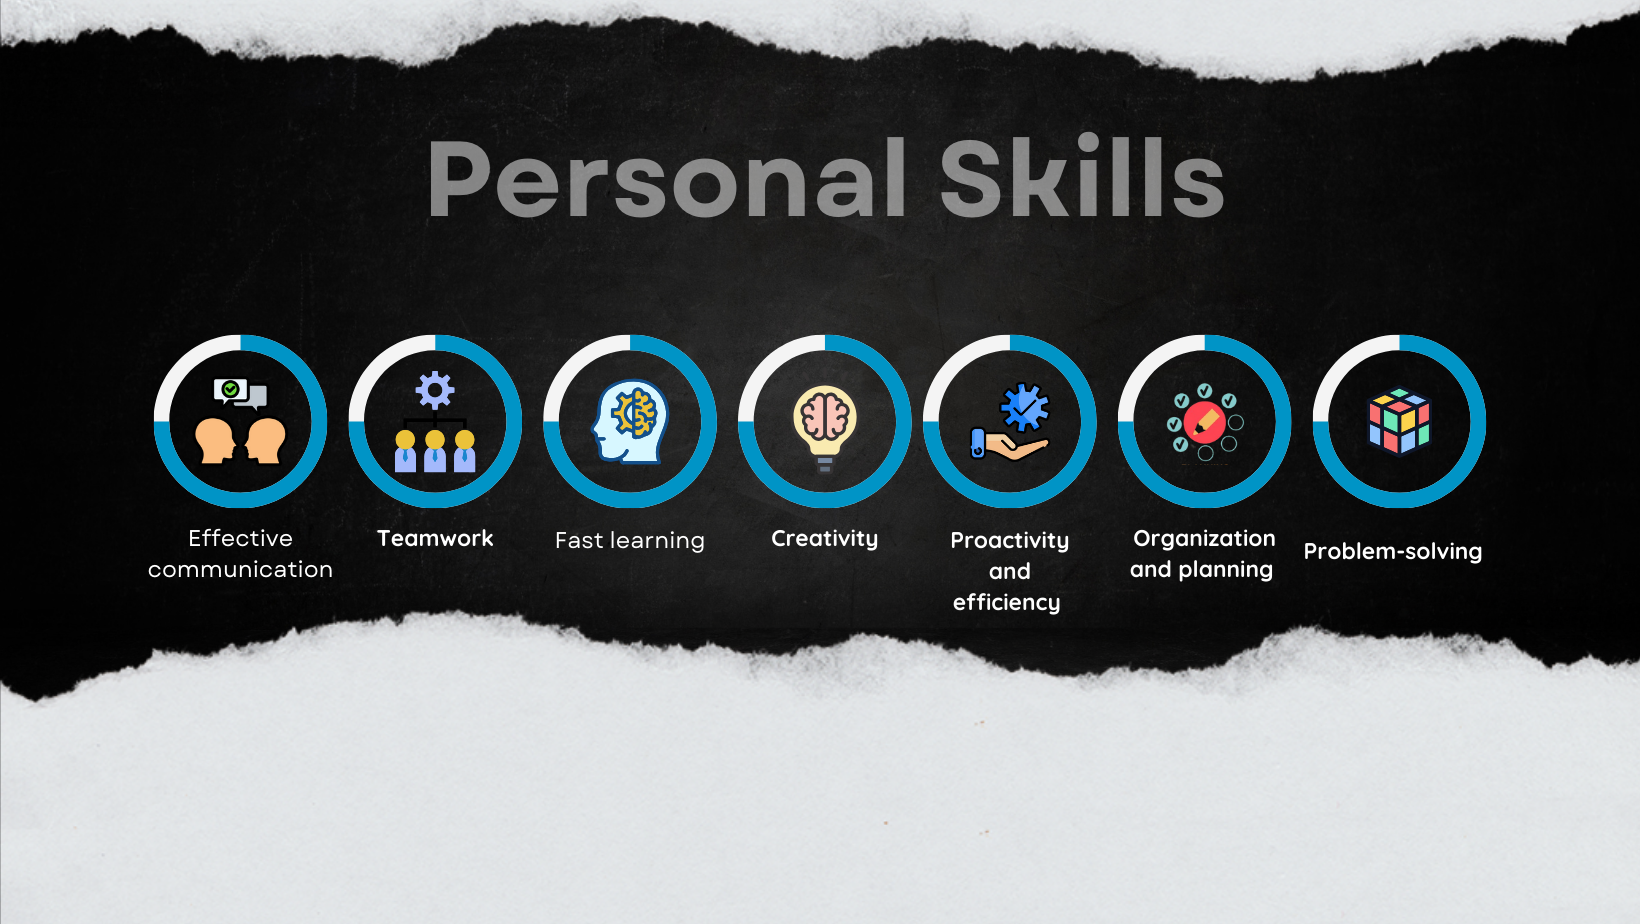 Personal Skills
Effective
communication
Teamwork
Fast learning
Creativity
Proactivity
and
efficiency
Organization
and planning
Problem-solving